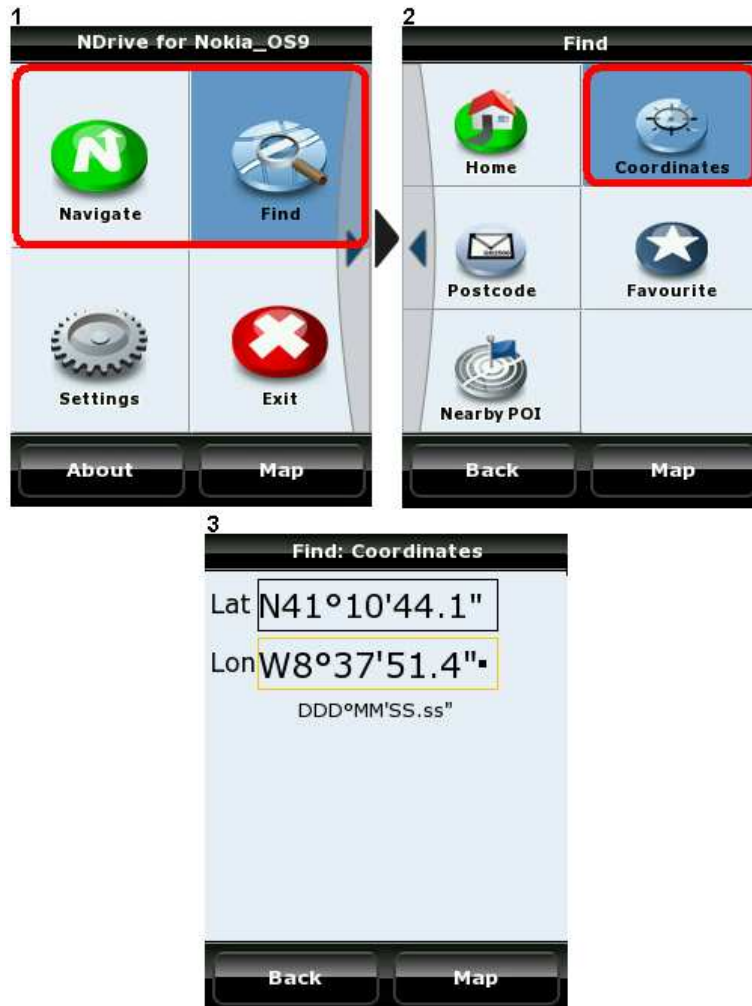 1
NDrive for Nokia_OS9
Navigate
Find
Settings
Exit
About
Map
2
Find
Home
Coordinates
Postcode
Favourite
Nearby POI
Back
Map
3
Find: Coordinates
Lat N41°10'44.1"
Lon W8°37'51.4"
DDD°MM'SS.ss"
Back
Map